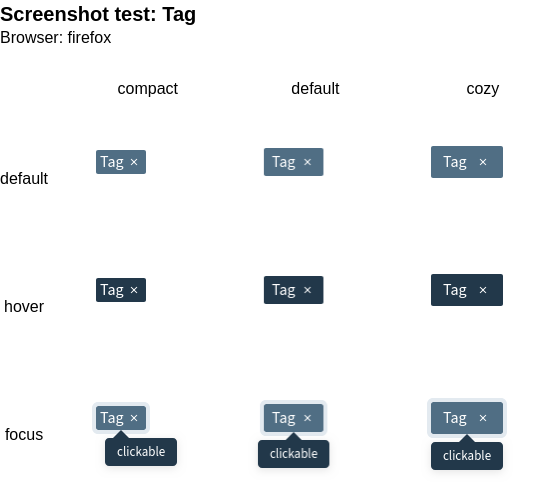 Screenshot test: Tag
Browser: firefox
compact default cozy
default Tag × Tag × Tag ×
hover Tag × Tag × Tag ×
focus Tag × Tag × Tag ×
clickable clickable clickable